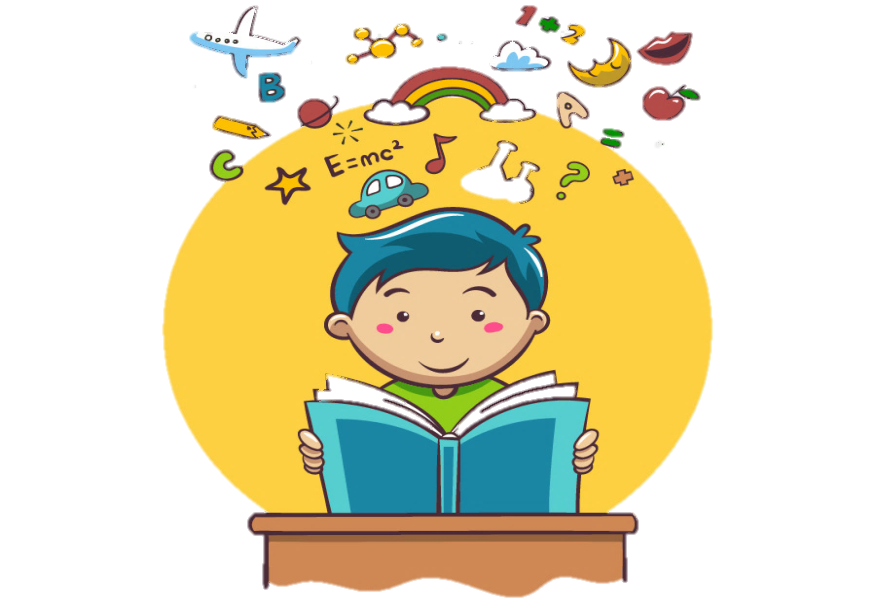 1 * 2
B
A
=
C
E=mc²
?
+